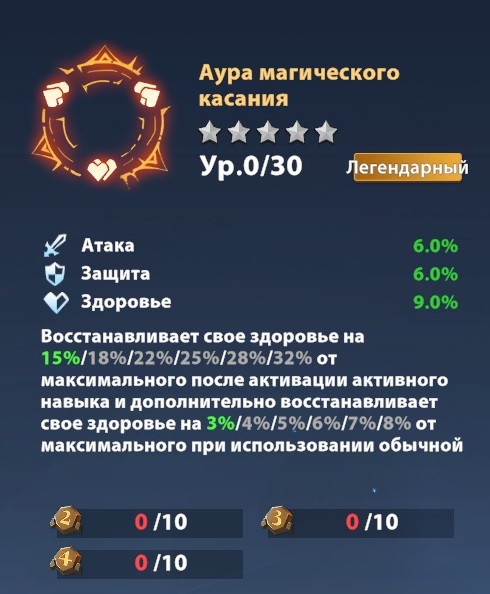 Аура магического
касания
Ур.0/30
Легендарный
Атака 6.0%
Защита 6.0%
Здоровье 9.0%
Восстанавливает свое здоровье на
15%/18%/22%/25%/28%/32% от
максимального после активации активного
навыка и дополнительно восстанавливает
свое здоровье на 3%/4%/5%/6%/7%/8% от
максимального при использовании обычной
2 0/10 3 0/10
4 0/10